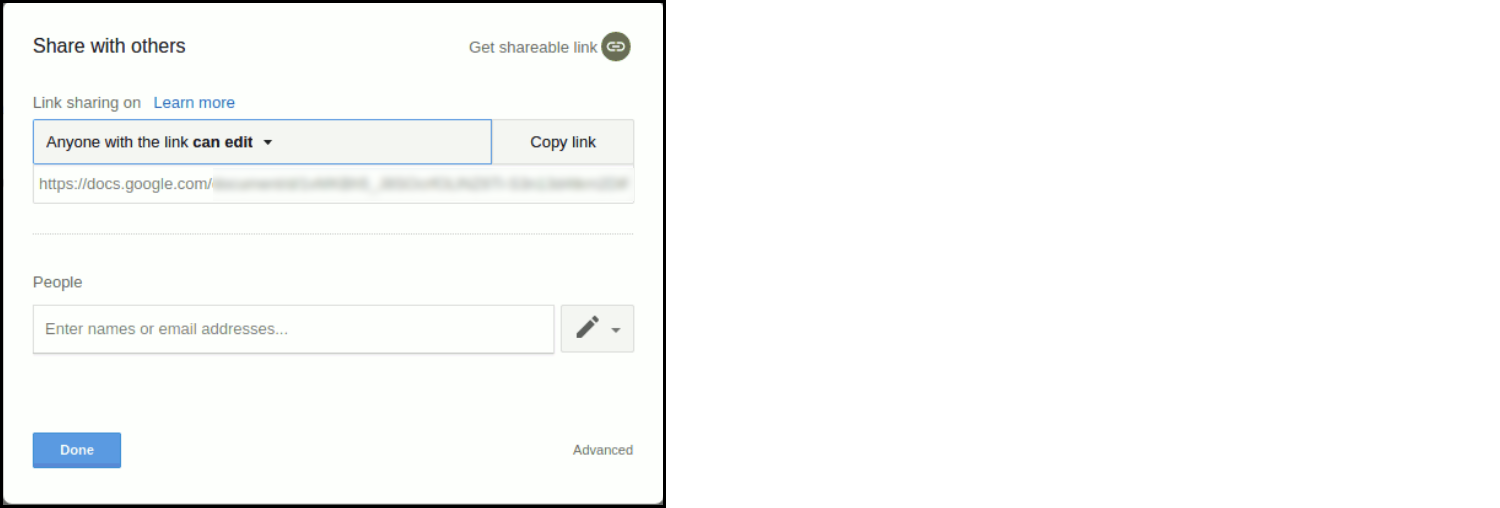 Share with others
Get shareable link
Link sharing on Learn more
Anyone with the link can edit
Copy link
https://docs.google.com/
People
Enter names or email addresses...
Done
Advanced